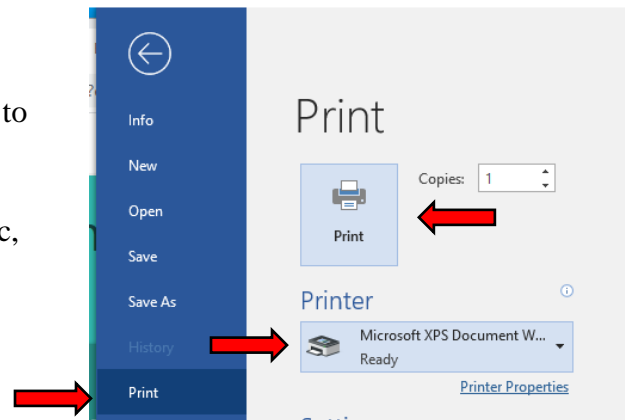 to
c,
Info
New
Open
Save
Save As
History
Print
Print
Copies: 1
Print
Printer
Microsoft XPS Document W...
Ready
Printer Properties